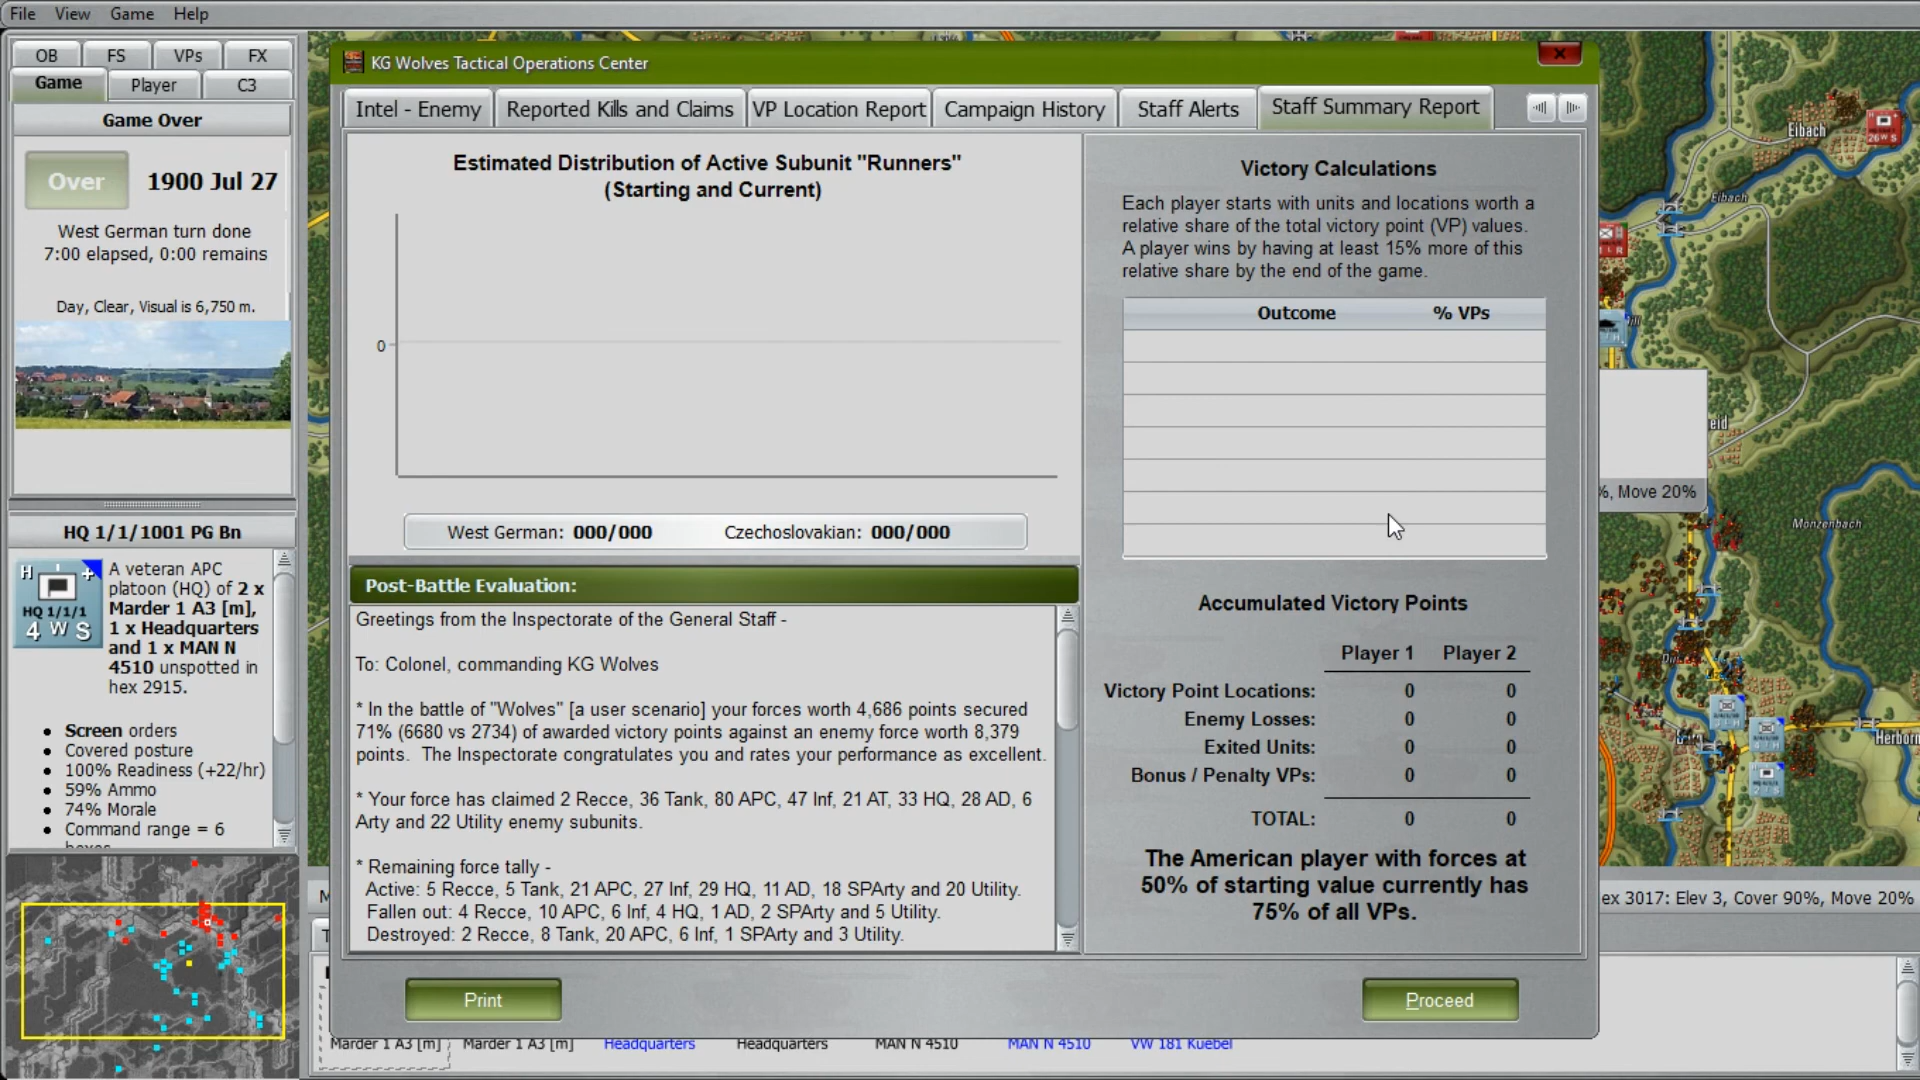 File View Game Help
OB FS VPs FX
Game Player C3
Game Over
Over 1900 Jul 27
West German turn done
7:00 elapsed, 0:00 remains
Day, Clear, Visual is 6,750 m.
HQ 1/1/1001 PG Bn
H
HQ 1/1/1
4 W S
A veteran APC
platoon (HQ) of 2 x
Marder 1 A3 [m],
1 x Headquarters
and 1 x MAN N
4510 unspotted in
hex 2915.
Screen orders
Covered posture
100% Readiness (+22/hr)
59% Ammo
74% Morale
Command range = 6
KG Wolves Tactical Operations Center
Intel - Enemy Reported Kills and Claims VP Location Report Campaign History Staff Alerts Staff Summary Report
Estimated Distribution of Active Subunit "Runners"
(Starting and Current)
0
West German: 000/000 Czechoslovakian: 000/000
Post-Battle Evaluation:
Greetings from the Inspectorate of the General Staff -
To: Colonel, commanding KG Wolves
* In the battle of "Wolves" [a user scenario] your forces worth 4,686 points secured
71% (6680 vs 2734) of awarded victory points against an enemy force worth 8,379
points. The Inspectorate congratulates you and rates your performance as excellent.
* Your force has claimed 2 Recce, 36 Tank, 80 APC, 47 Inf, 21 AT, 33 HQ, 28 AD, 6
Arty and 22 Utility enemy subunits.
* Remaining force tally -
Active: 5 Recce, 5 Tank, 21 APC, 27 Inf, 29 HQ, 11 AD, 18 SPArty and 20 Utility.
Fallen out: 4 Recce, 10 APC, 6 Inf, 4 HQ, 1 AD, 2 SPArty and 5 Utility.
Destroyed: 2 Recce, 8 Tank, 20 APC, 6 Inf, 1 SPArty and 3 Utility.
Victory Calculations
Each player starts with units and locations worth a
relative share of the total victory point (VP) values.
A player wins by having at least 15% more of this
relative share by the end of the game.
Outcome % VPs
Accumulated Victory Points
Player 1 Player 2
Victory Point Locations: 0 0
Enemy Losses: 0 0
Exited Units: 0 0
Bonus / Penalty VPs: 0 0
TOTAL: 0 0
The American player with forces at
50% of starting value currently has
75% of all VPs.
Print Proceed
Eibach
26 W S
Eibach
eid
%, Move 20%
Monzenbach
Herborn
ex 3017: Elev 3, Cover 90%, Move 20%
Marder 1 A3 [m] Marder 1 A3 [m] Headquarters Headquarters MAN N 4510 MAN N 4510 VW 181 Kuebel